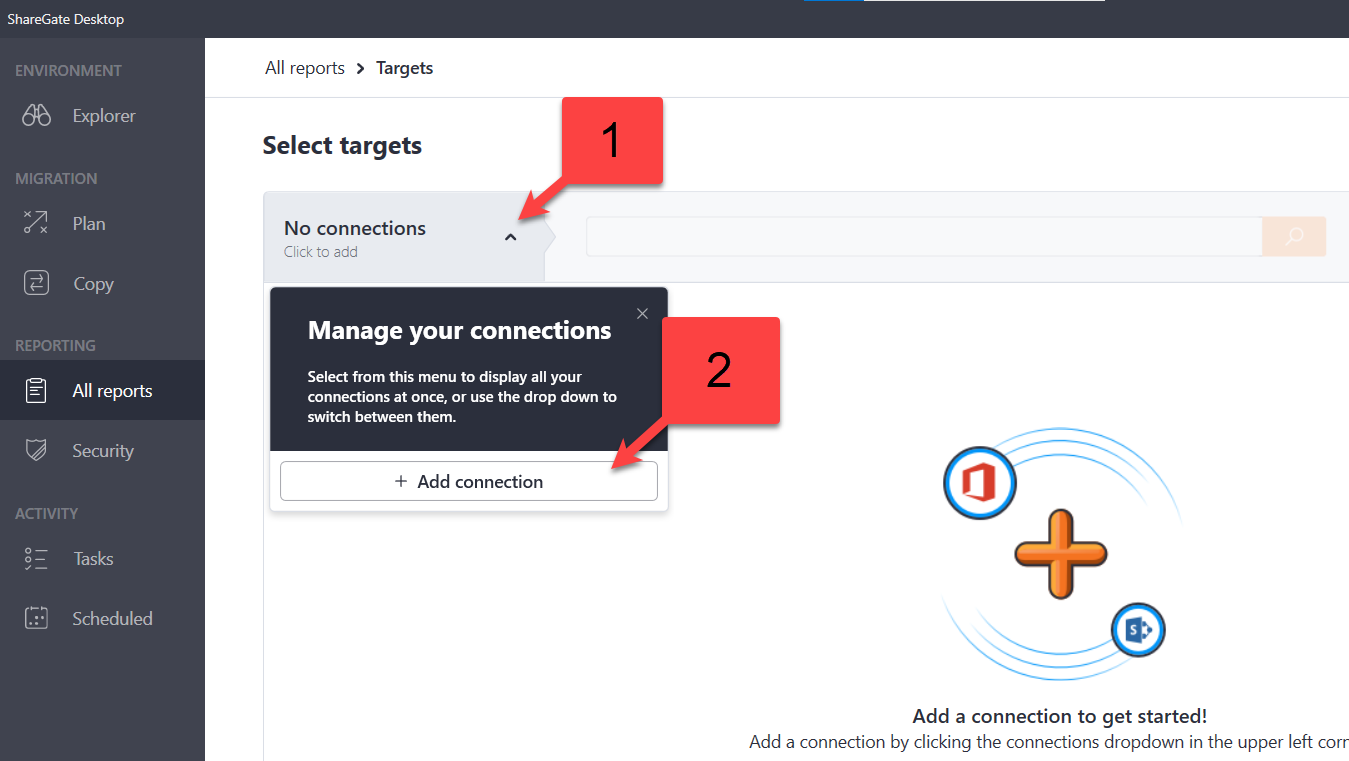 ShareGate Desktop
ENVIRONMENT
Explorer
MIGRATION
Plan
Copy
REPORTING
All reports
Security
ACTIVITY
Tasks
Scheduled
All reports > Targets
Select targets
1
No connections
Click to add
Manage your connections
Select from this menu to display all your
connections at once, or use the drop down to
switch between them.
2
+ Add connection
S
Add a connection to get started!
Add a connection by clicking the connections dropdown in the upper left corn